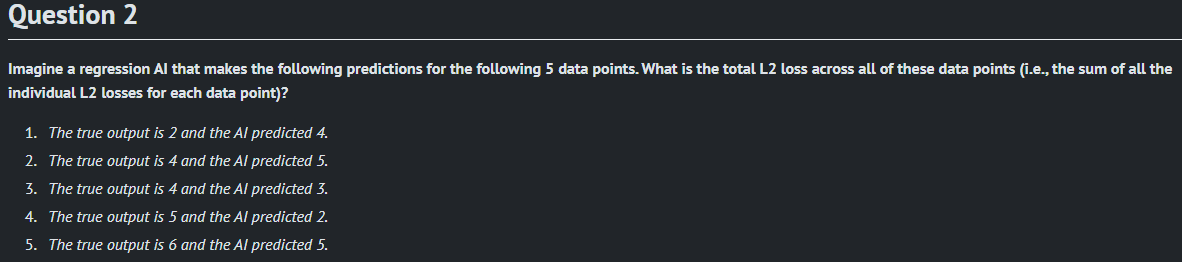 Question 2
Imagine a regression AI that makes the following predictions for the following 5 data points. What is the total L2 loss across all of these data points (i.e., the sum of all the
individual L2 losses for each data point)?
1. The true output is 2 and the AI predicted 4.
2. The true output is 4 and the AI predicted 5.
3. The true output is 4 and the AI predicted 3.
4. The true output is 5 and the AI predicted 2.
5. The true output is 6 and the AI predicted 5.